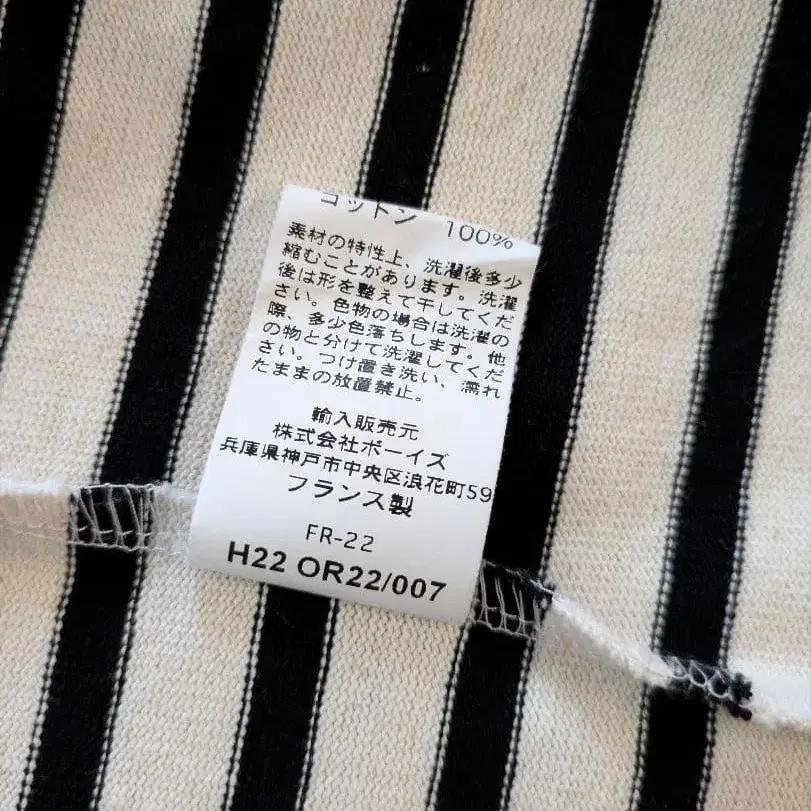 コットン 100%
素材の特性上、洗濯後多少
縮むことがあります。洗濯
後は形を整えて干してくだ
さい。色物の場合は洗濯の
際、多少色落ちします。他
の物と分けて洗濯してくだ
さい。つけ置き洗い、濡れ
たままの放置禁止。
輸入販売元
株式会社ボーイズ
兵庫県神戸市中央区浪花町59
フランス製
FR-22
H22 OR22/007